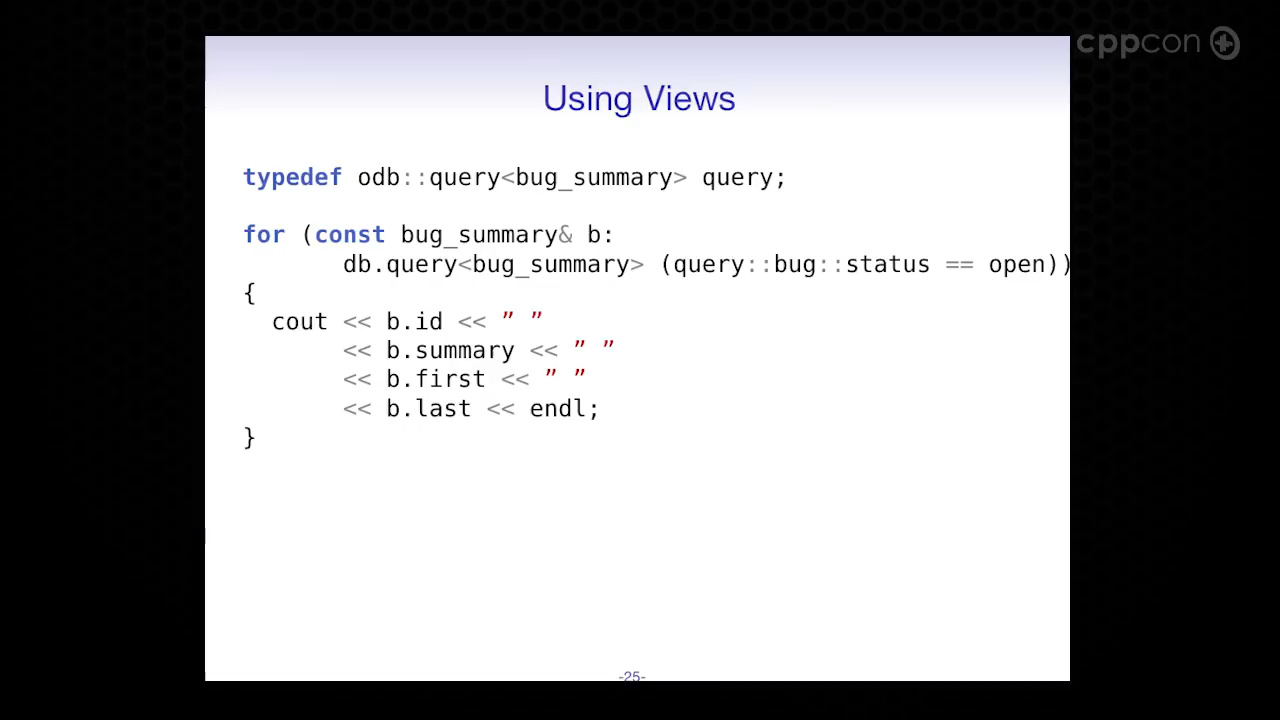 cppcon
Using Views
typedef odb::query<bug_summary> query;
for (const bug_summary& b:
db.query<bug_summary> (query::bug::status == open))
{
cout << b.id << ” ”
<< b.summary << ” ”
<< b.first << ” ”
<< b.last << endl;
}
-25-